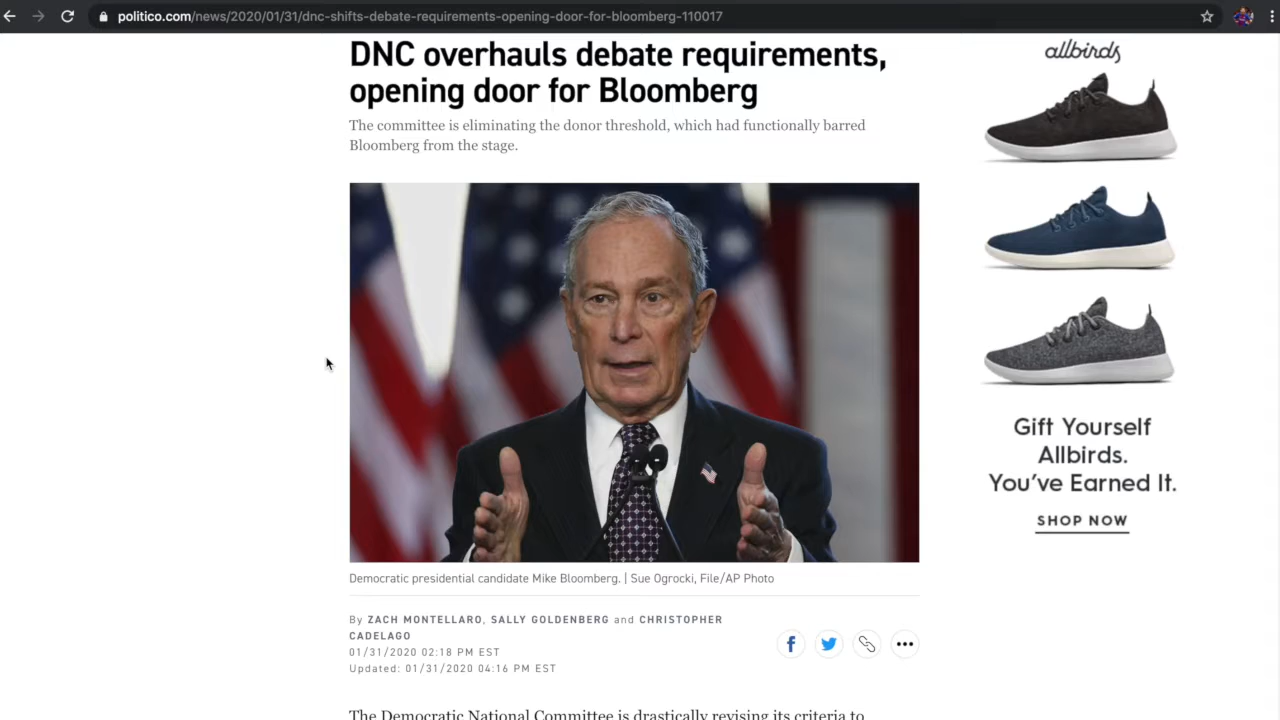 politico.com/news/2020/01/31/dnc-shifts-debate-requirements-opening-door-for-bloomberg-110017
DNC overhauls debate requirements,
opening door for Bloomberg
The committee is eliminating the donor threshold, which had functionally barred
Bloomberg from the stage.
Democratic presidential candidate Mike Bloomberg. | Sue Ogrocki, File/AP Photo
By ZACH MONTELLARO, SALLY GOLDENBERG and CHRISTOPHER
CADELAGO
01/31/2020 02:18 PM EST
Updated: 01/31/2020 04:16 PM EST
The Democratic National Committee is drastically revising its criteria to
allbirds
Gift Yourself
Allbirds.
You've Earned It.
SHOP NOW